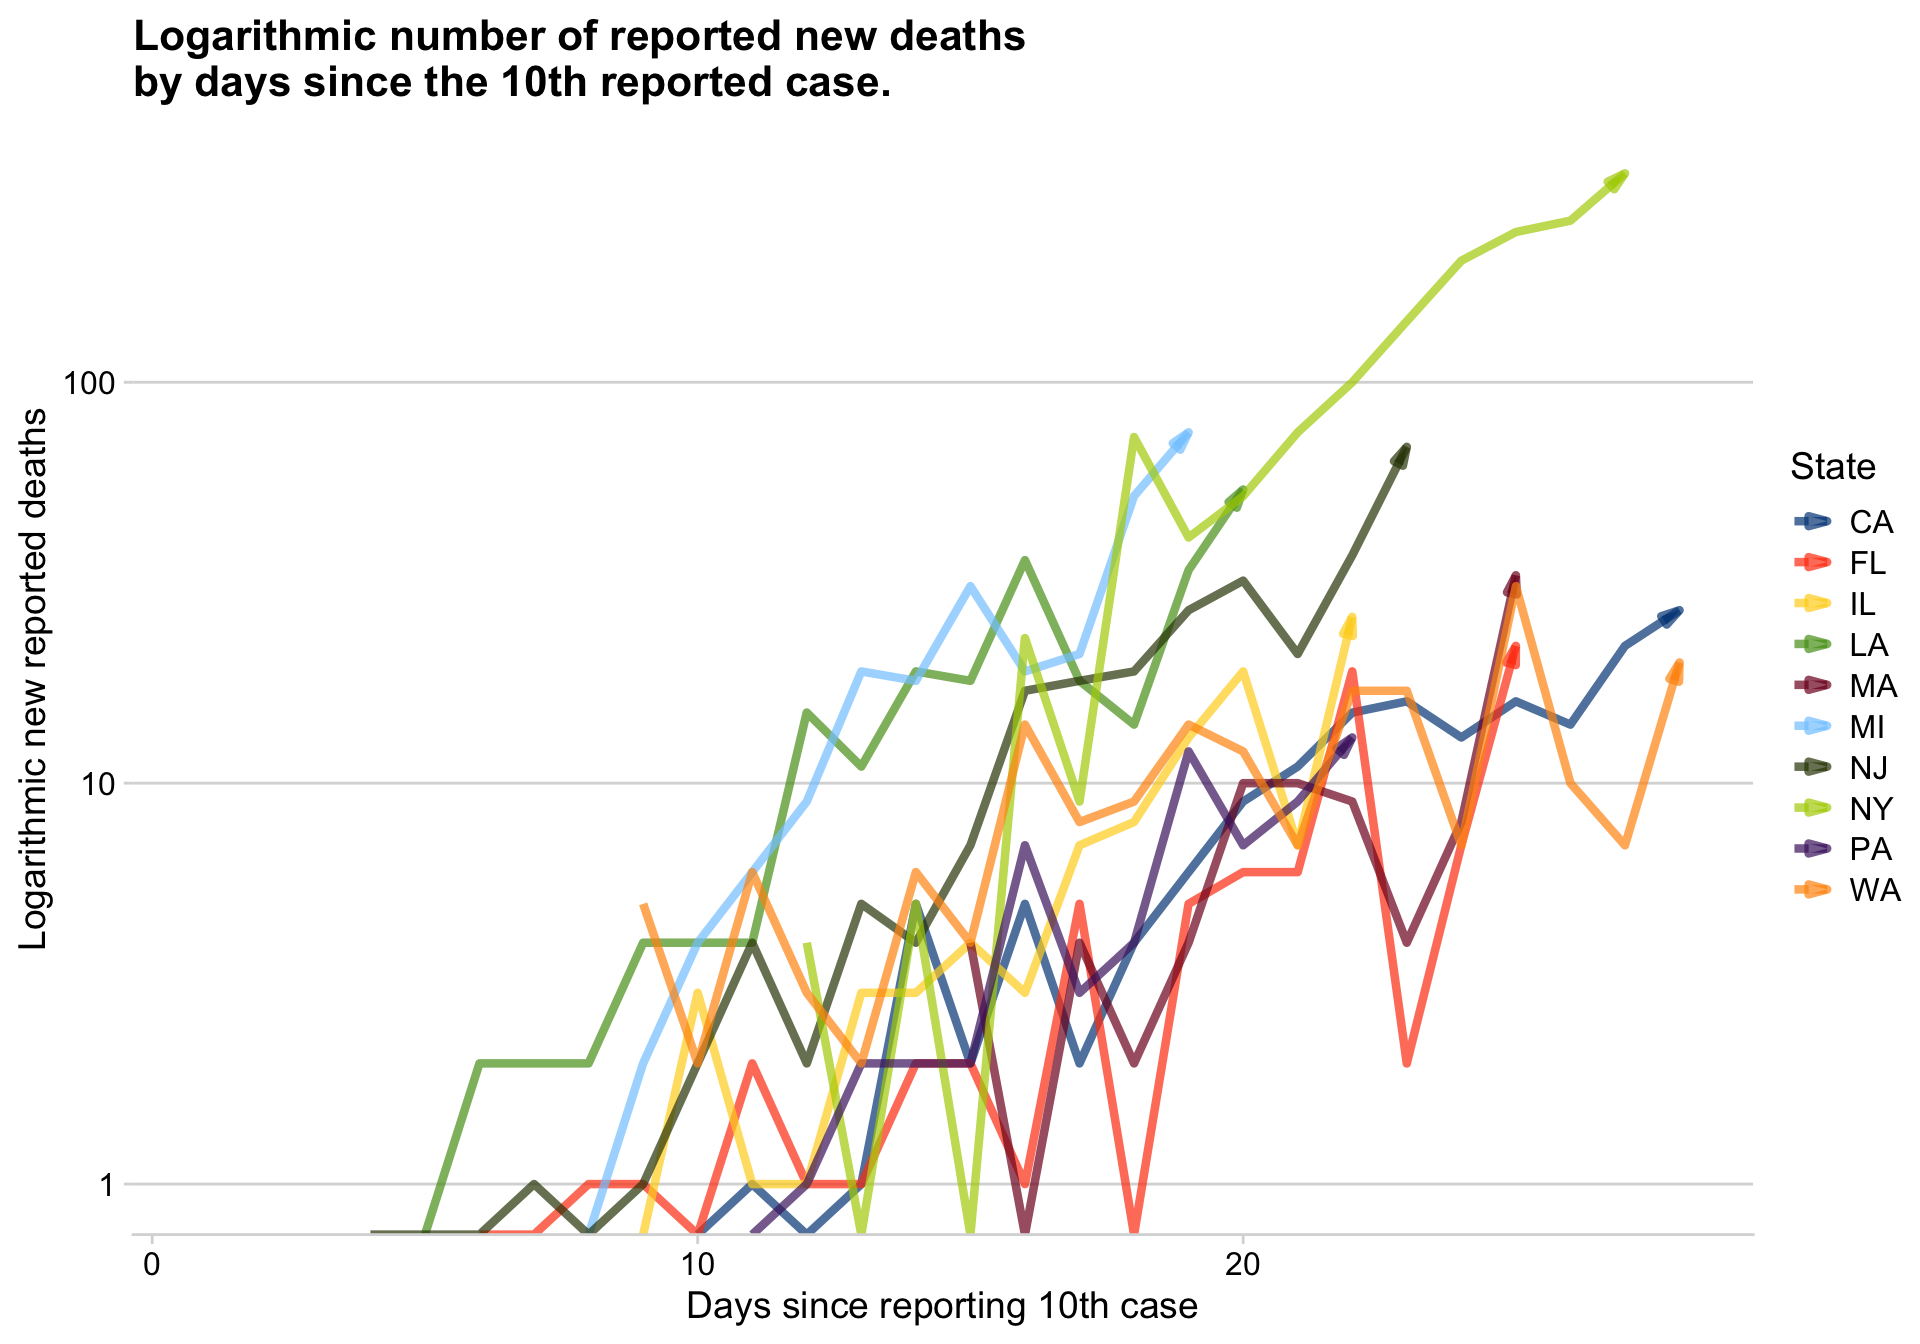 Logarithmic number of reported new deaths
by days since the 10th reported case.
Logarithmic new reported deaths
100
10
1
0
10
20
Days since reporting 10th case
State
CA
FL
IL
LA
MA
MI
NJ
NY
PA
WA